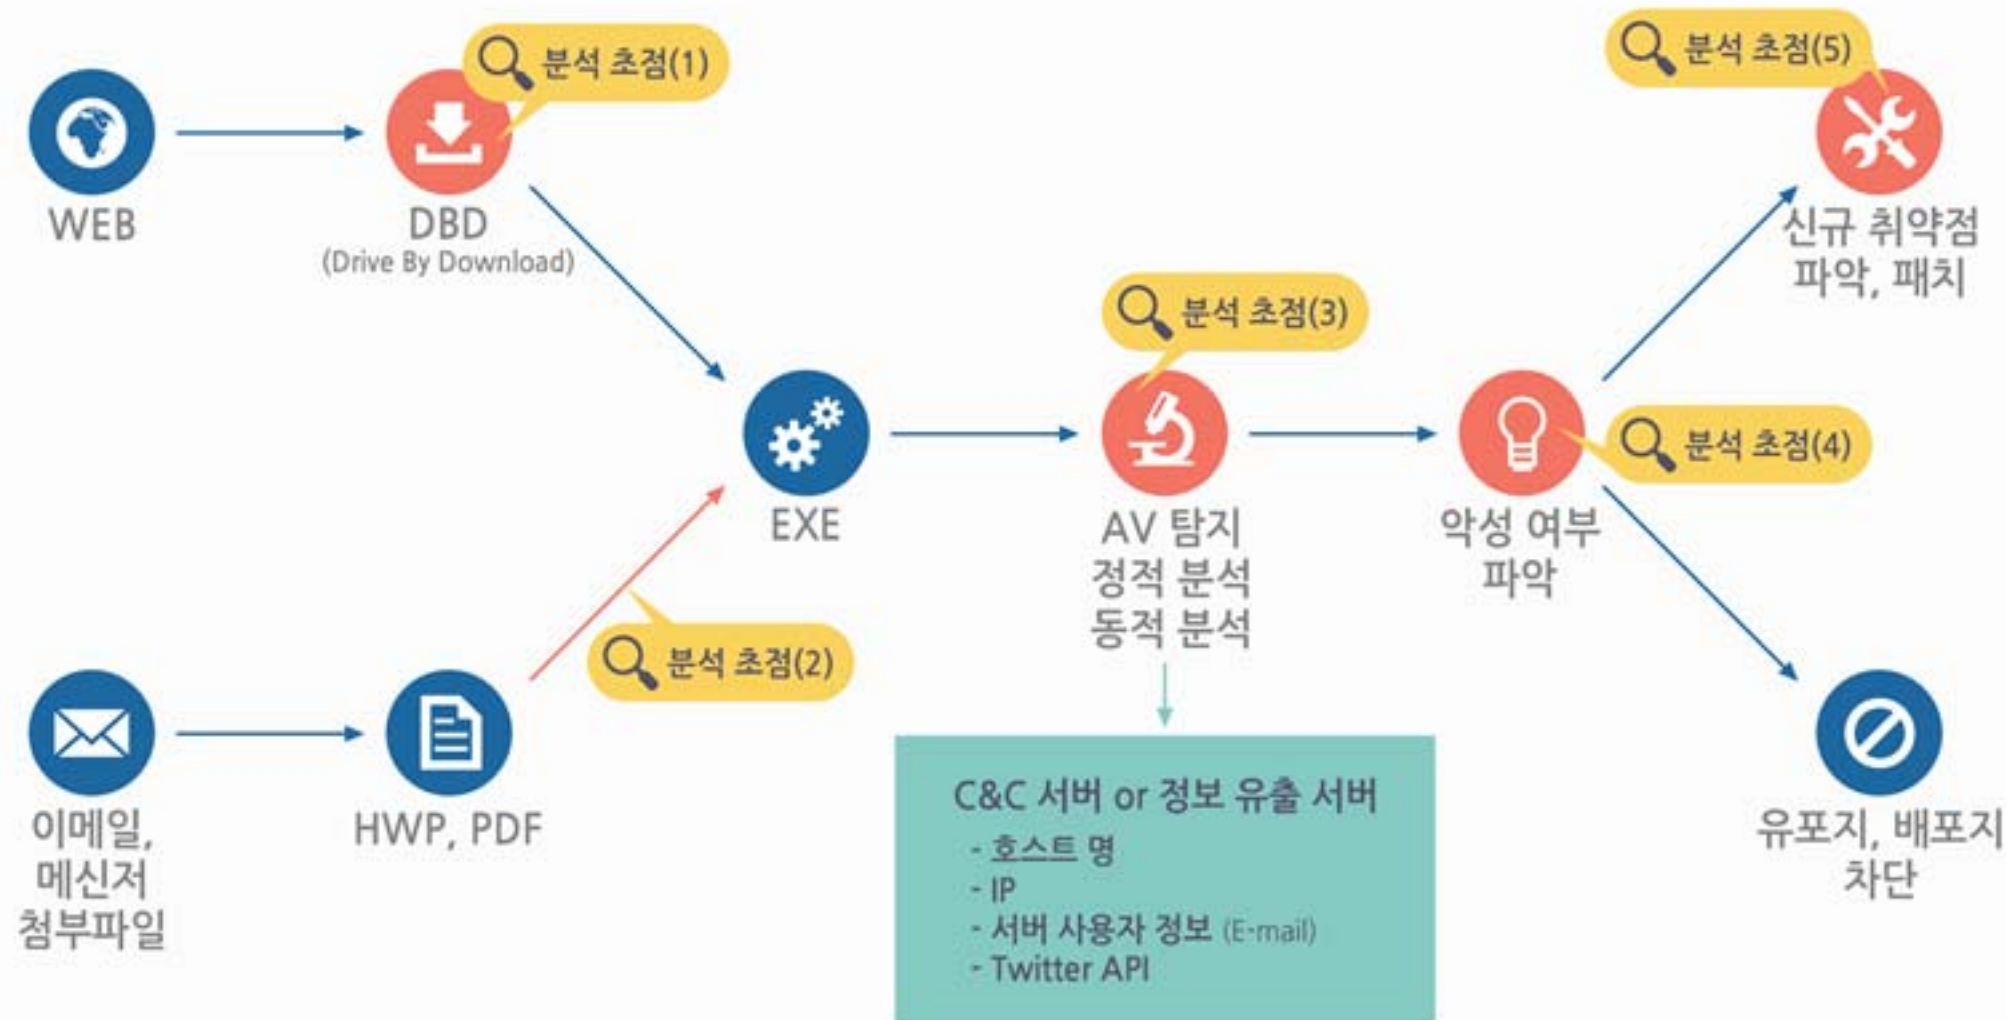 분석 초점(1)
분석 초점(5)
WEB
DBD
(Drive By Download)
신규 취약점
파악, 패치
분석 초점(3)
분석 초점(4)
EXE
AV 탐지
정적 분석
동적 분석
악성 여부
파악
분석 초점(2)
이메일,
메신저
첨부파일
HWP, PDF
C&C 서버 or 정보 유출 서버
- 호스트 명
- IP
- 서버 사용자 정보 (E-mail)
- Twitter API
유포지, 배포지
차단